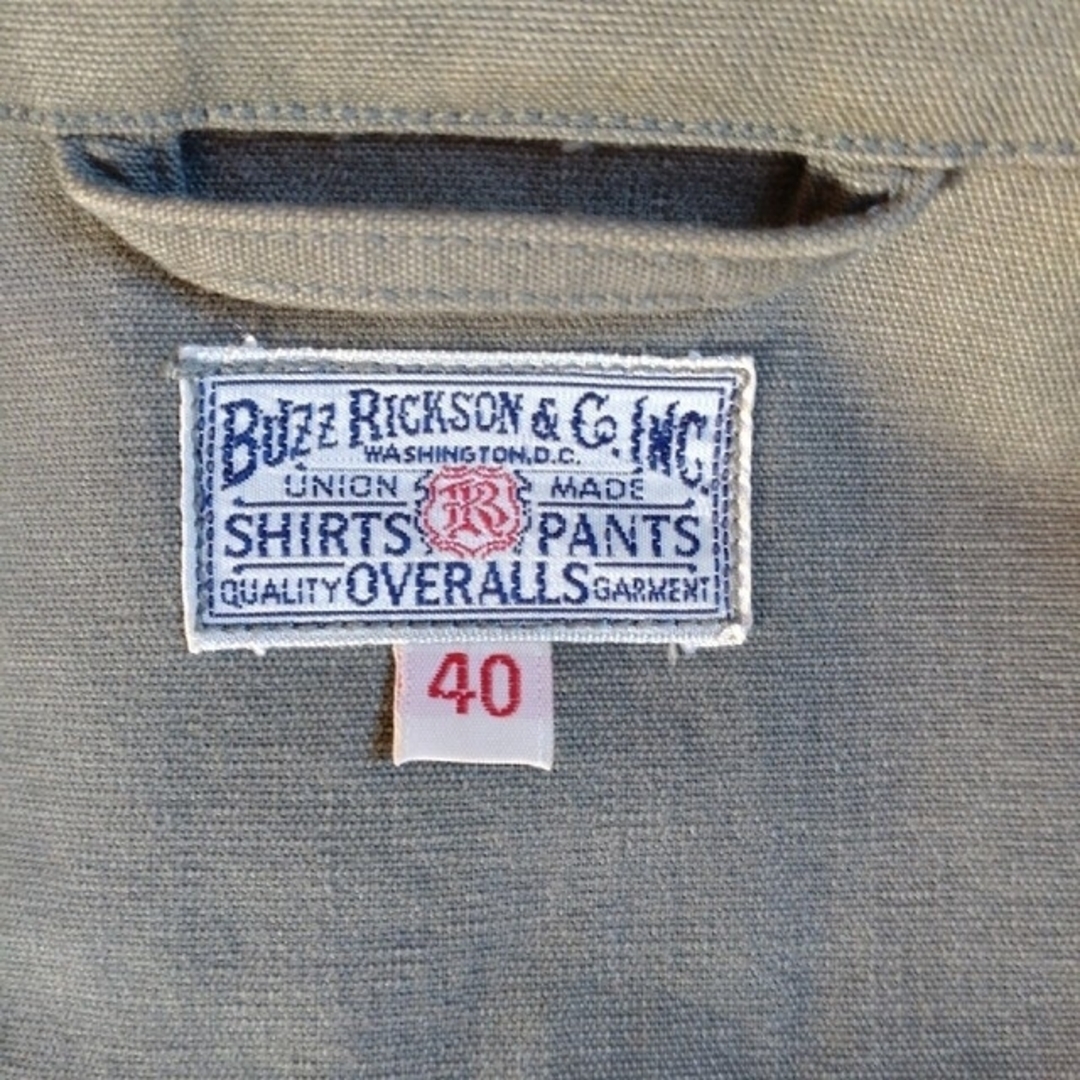 BUZZ RICKSON & CO. INC.
WASHINGTON, D.C.
UNION R MADE
SHIRTS PANTS
QUALITY OVERALLS GARMENT
40